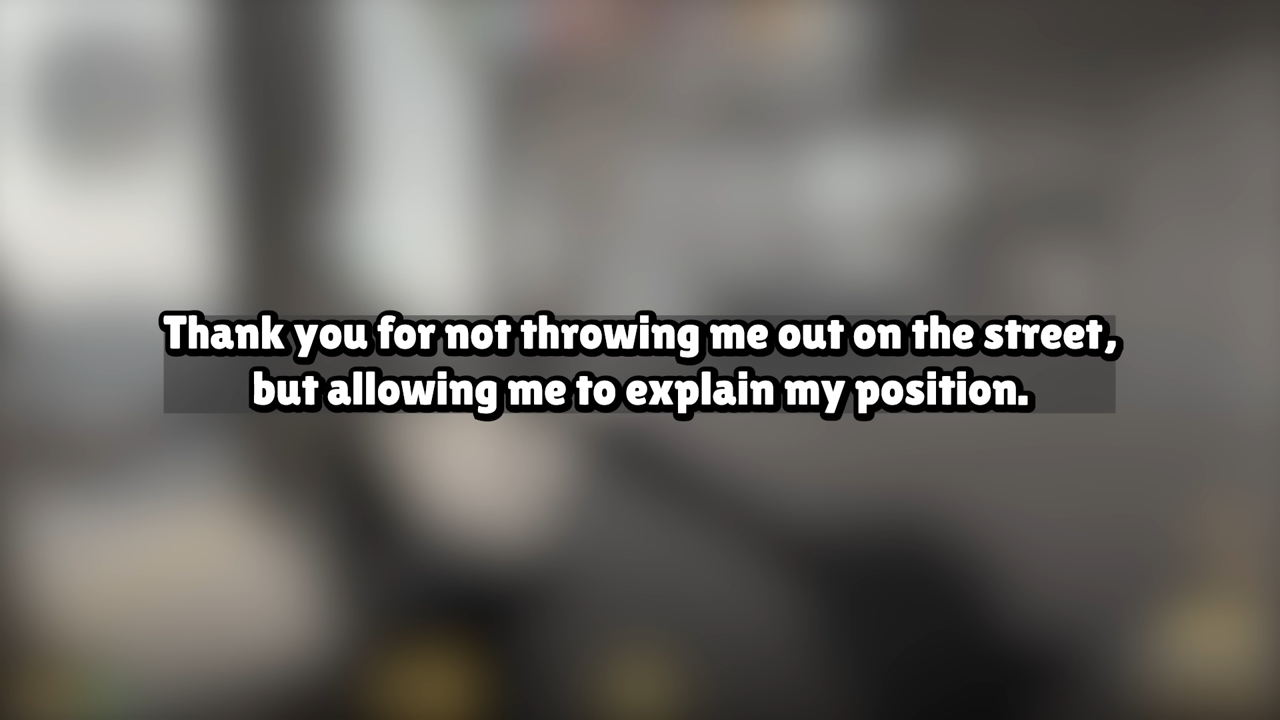 Thank you for not throwing me out on the street,
but allowing me to explain my position.